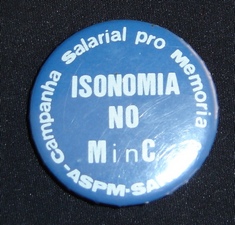 Campanha Salarial pro Memoria
ISONOMIA
NO
MinC
-ASPM-SA